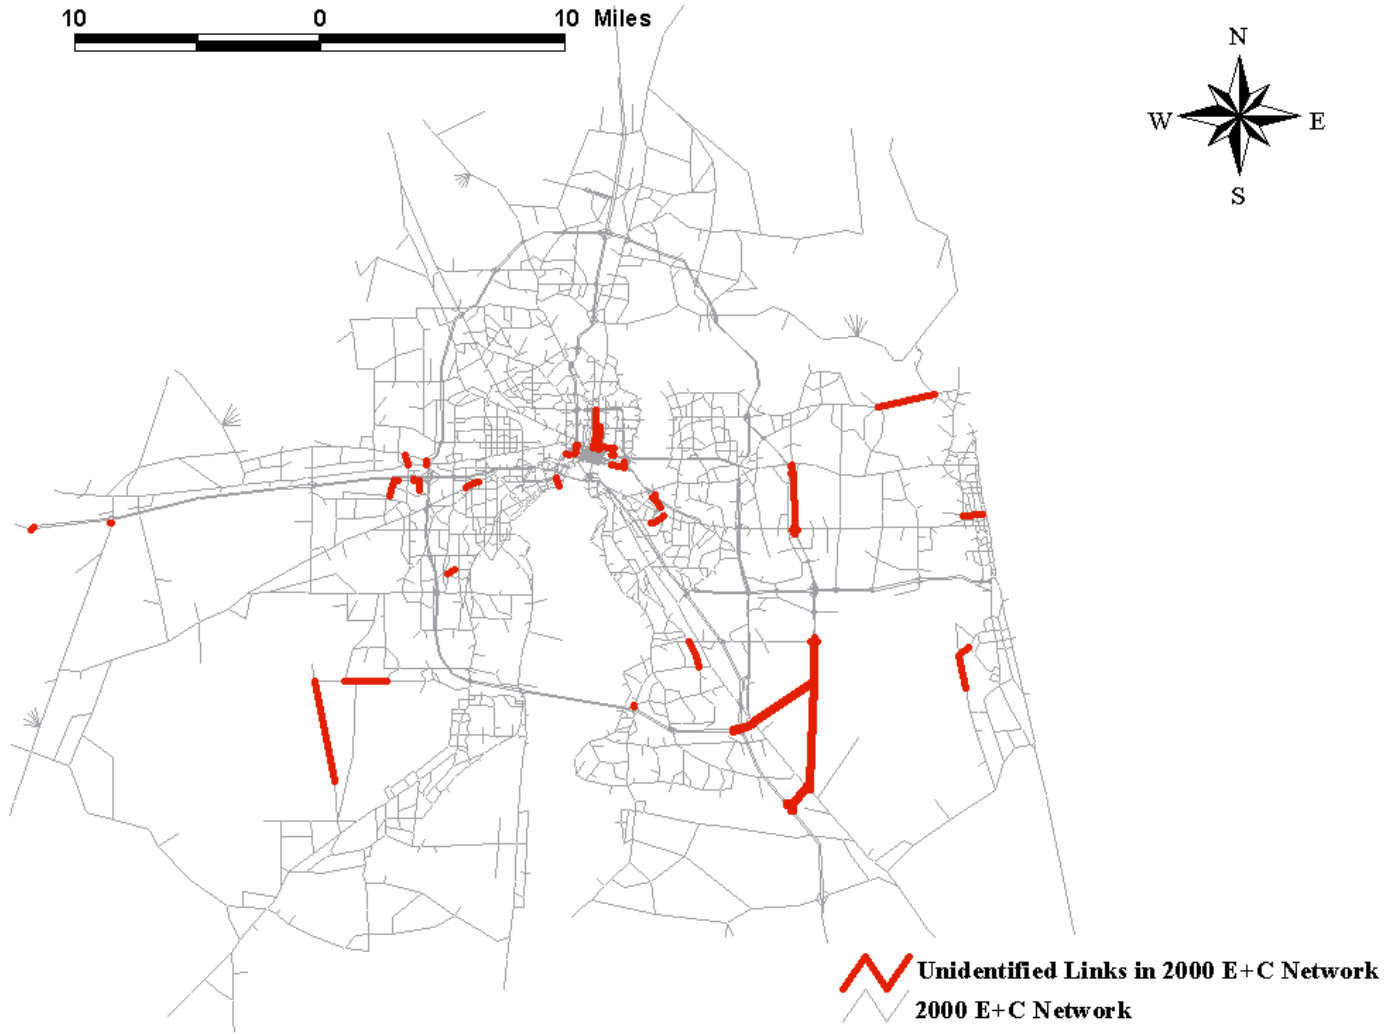 10 0 10 Miles
N
W E
S
Unidentified Links in 2000 E+C Network
2000 E+C Network